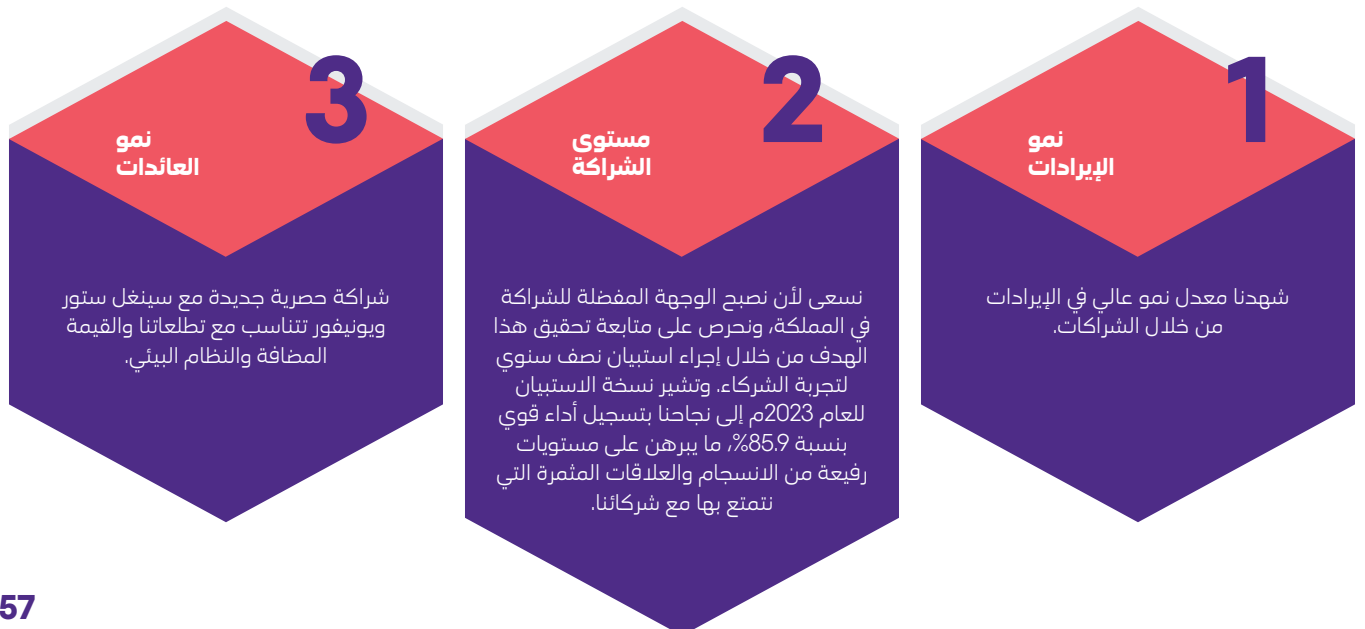 1
نمو
الإيرادات
شهدنا معدل نمو عالي في الإيرادات
من خلال الشراكات.
2
مستوى
الشراكة
نسعى لأن نصبح الوجهة المفضلة للشراكة
في المملكة، ونحرص على متابعة تحقيق هذا
الهدف من خلال إجراء استبيان نصف سنوي
لتجربة الشركاء. وتشير نسخة الاستبيان
للعام 2023م إلى نجاحنا بتسجيل أداء قوي
بنسبة 85.9%، ما يبرهن على مستويات
رفيعة من الانسجام والعلاقات المثمرة التي
نتمتع بها مع شركائنا.
3
نمو
العائدات
شراكة حصرية جديدة مع سينغل ستور
ويونيفور تتناسب مع تطلعاتنا والقيمة
المضافة والنظام البيئي.
57